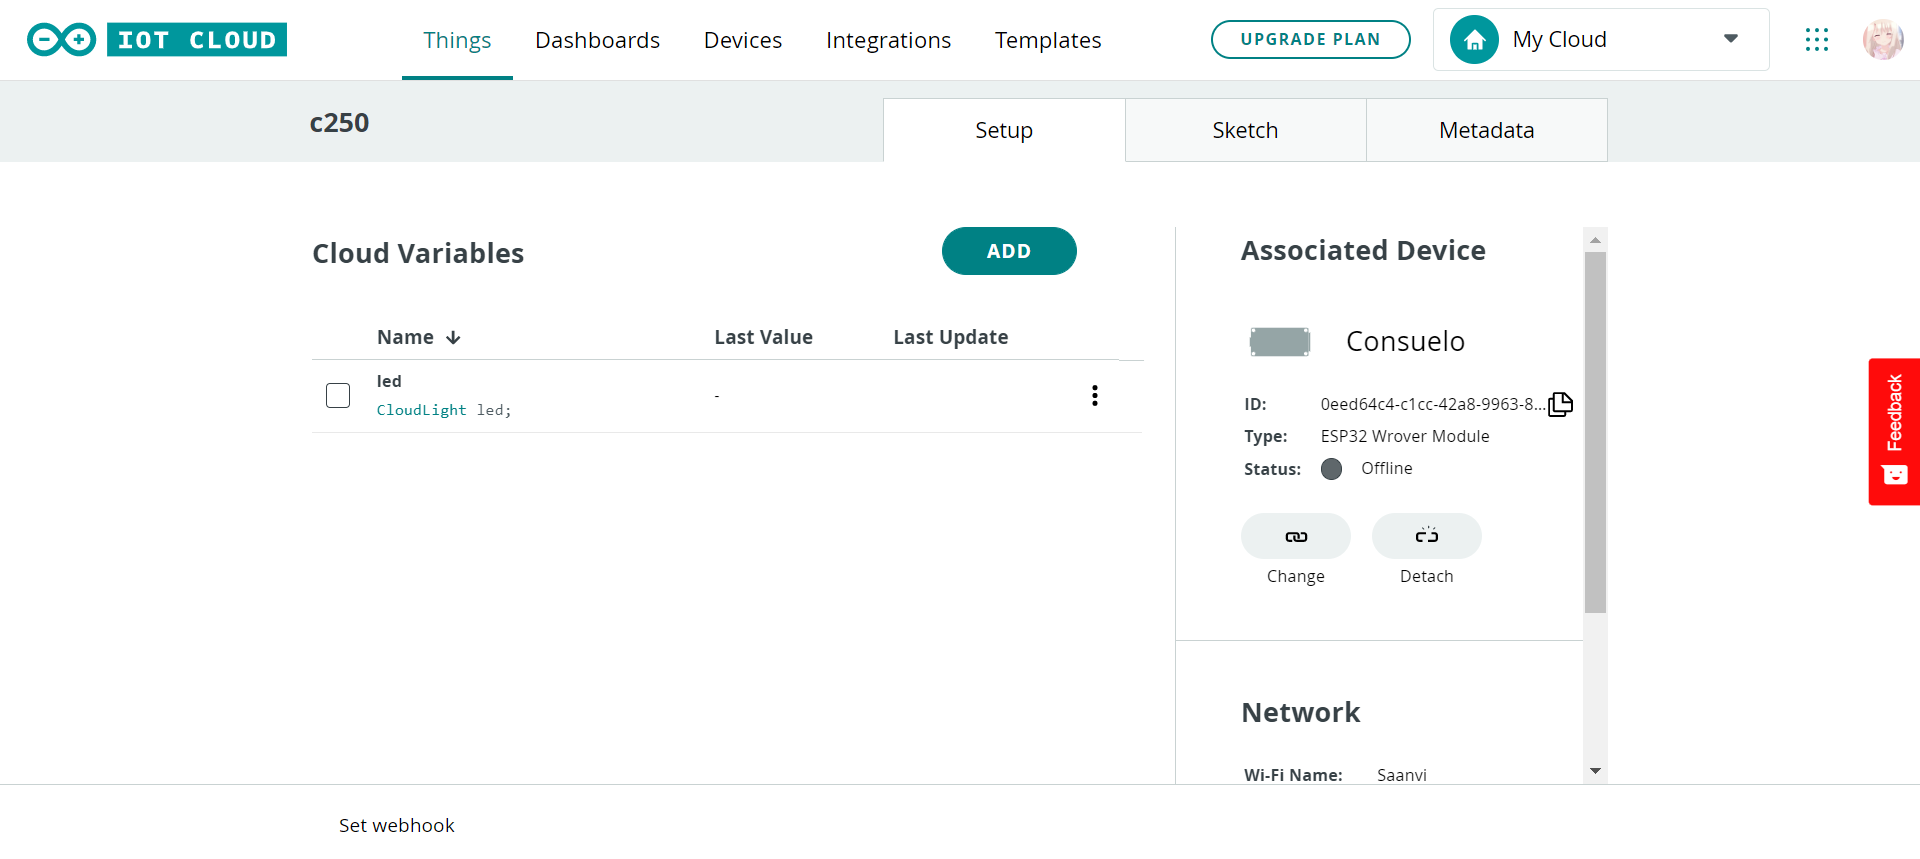 IOT CLOUD
Things Dashboards Devices Integrations Templates
UPGRADE PLAN
My Cloud
c250
Setup Sketch Metadata
Cloud Variables
ADD
Name Last Value Last Update
led
CloudLight led;
-
Associated Device
Consuelo
ID: 0eed64c4-c1cc-42a8-9963-8...
Type: ESP32 Wrover Module
Status: Offline
Change Detach
Network
Wi-Fi Name: Saanvi
Feedback
Set webhook